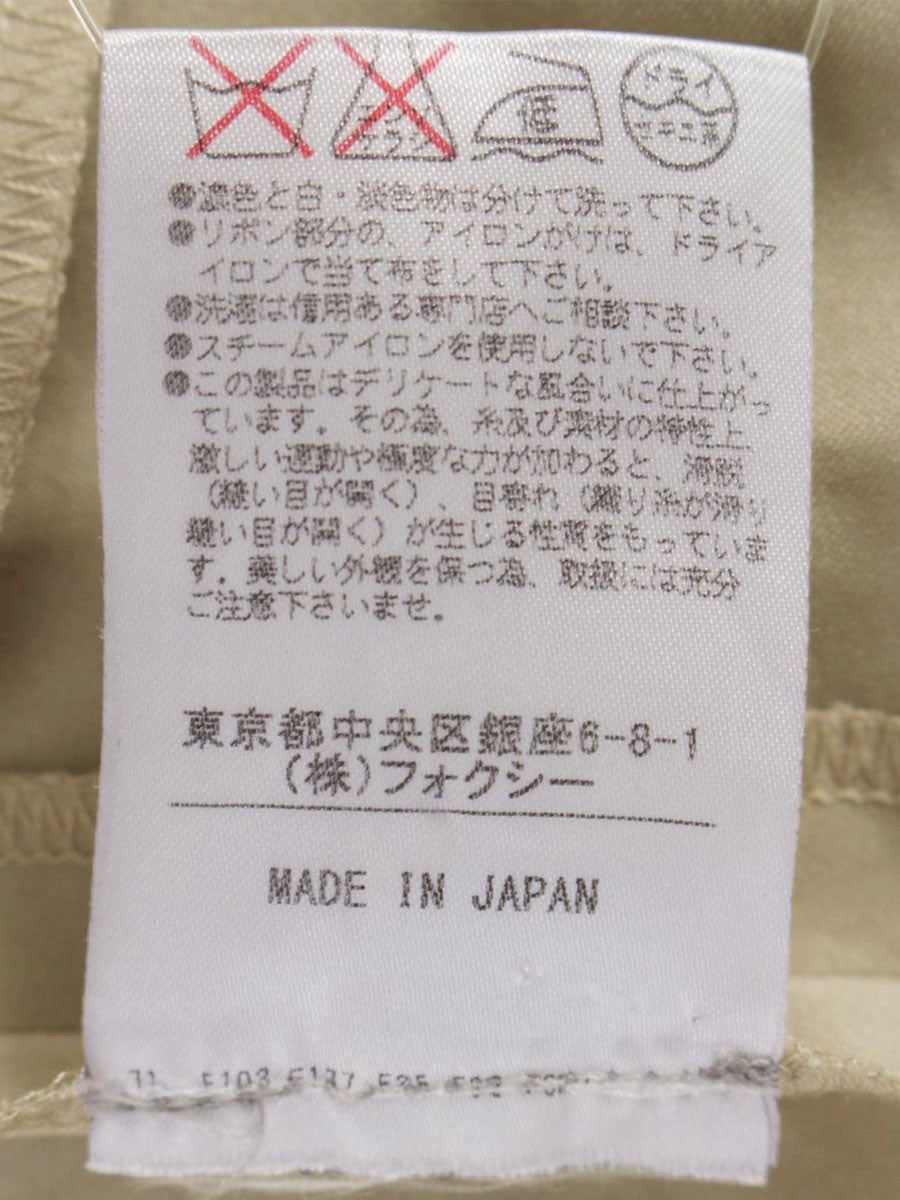 エンソ
サラシ
低
ドライ
セキユ系
●濃色と白・淡色物は分けて洗って下さい。
●リボン部分の、アイロンがけは、ドライア
イロンで当て布をして下さい。
●洗濯は信用ある専門店へご相談下さい。
●スチームアイロンを使用しないで下さい。
●この製品はデリケートな風合いに仕上がっ
ています。その為、糸及び素材の特性上
激しい運動や極度な力が加わると、滑脱
(縫い目が開く)、目寄れ(織り糸が滑り
縫い目が開く)が生じる性質をもっていま
す。美しい外観を保つ為、取扱には充分
ご注意下さいませ。
東京都中央区銀座6-8-1
(株)フォクシー
MADE IN JAPAN